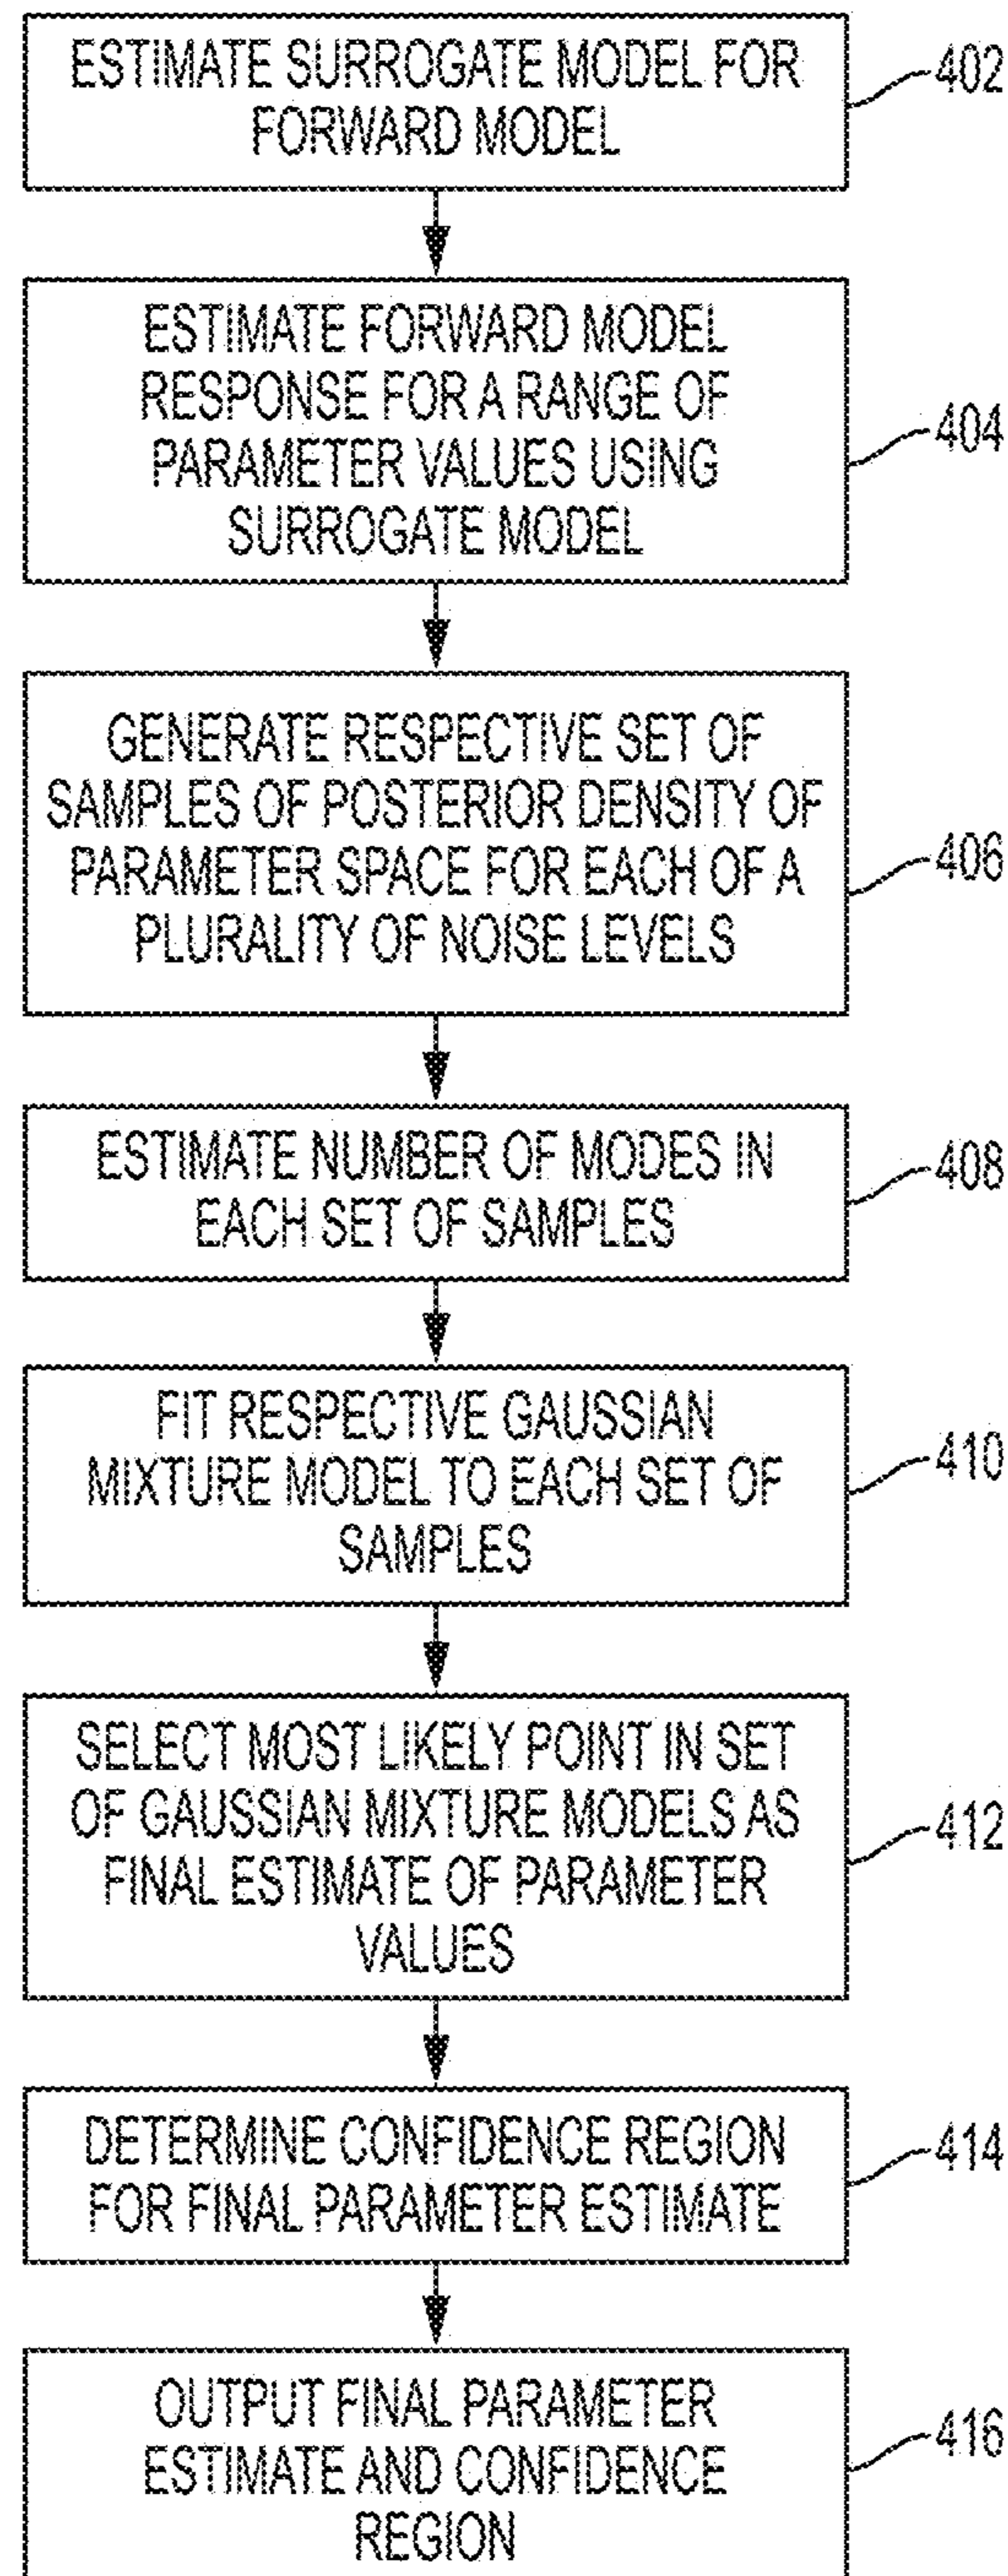 ESTIMATE SURROGATE MODEL FOR
FORWARD MODEL
402
ESTIMATE FORWARD MODEL
RESPONSE FOR A RANGE OF
PARAMETER VALUES USING
SURROGATE MODEL
404
GENERATE RESPECTIVE SET OF
SAMPLES OF POSTERIOR DENSITY OF
PARAMETER SPACE FOR EACH OF A
PLURALITY OF NOISE LEVELS
406
ESTIMATE NUMBER OF MODES IN
EACH SET OF SAMPLES
408
FIT RESPECTIVE GAUSSIAN
MIXTURE MODEL TO EACH SET OF
SAMPLES
410
SELECT MOST LIKELY POINT IN SET
OF GAUSSIAN MIXTURE MODELS AS
FINAL ESTIMATE OF PARAMETER
VALUES
412
DETERMINE CONFIDENCE REGION
FOR FINAL PARAMETER ESTIMATE
414
OUTPUT FINAL PARAMETER
ESTIMATE AND CONFIDENCE
REGION
416